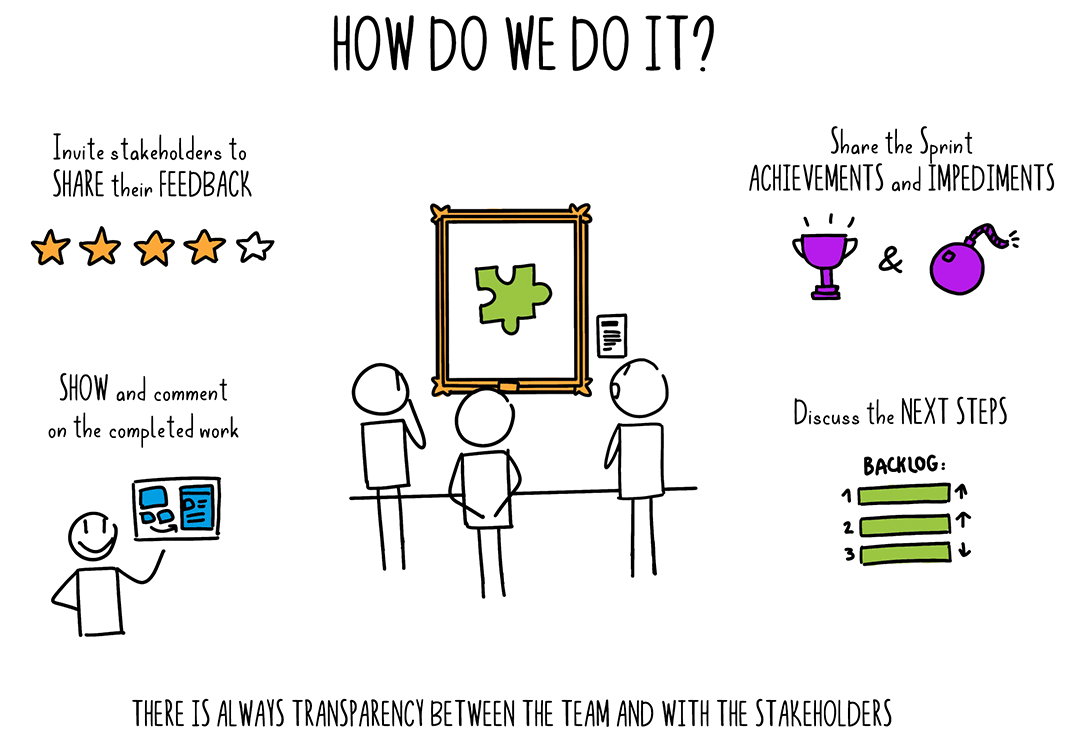 HOW DO WE DO IT?
Invite stakeholders to
SHARE their FEEDBACK
Share the Sprint
ACHIEVEMENTS and IMPEDIMENTS
&
SHOW and comment
on the completed work
Discuss the NEXT STEPS
BACKLOG:
1
2
3
THERE IS ALWAYS TRANSPARENCY BETWEEN THE TEAM AND WITH THE STAKEHOLDERS